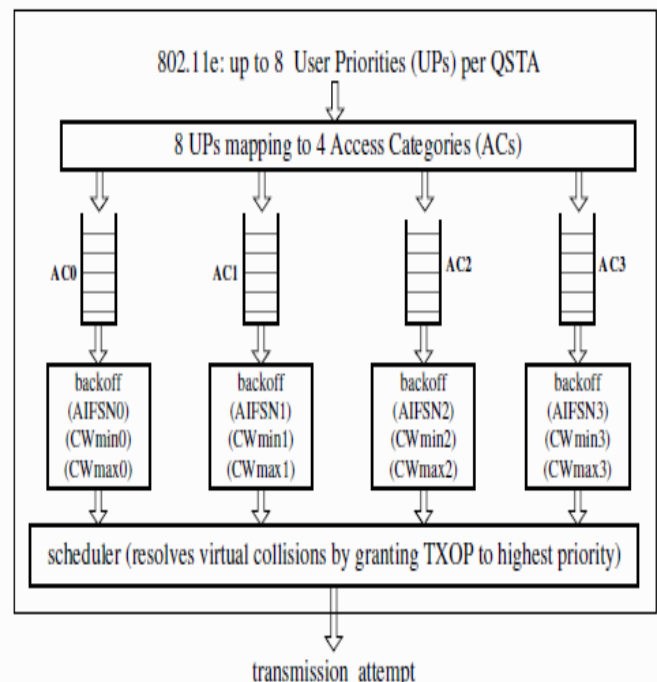 802.11e: up to 8 User Priorities (UPs) per QSTA
8 UPs mapping to 4 Access Categories (ACs)
AC0
AC1
AC2
AC3
backoff
(AIFSN0)
(CWmin0)
(CWmax0)
backoff
(AIFSN1)
(CWmin1)
(CWmax1)
backoff
(AIFSN2)
(CWmin2)
(CWmax2)
backoff
(AIFSN3)
(CWmin3)
(CWmax3)
scheduler (resolves virtual collisions by granting TXOP to highest priority)
transmission attempt